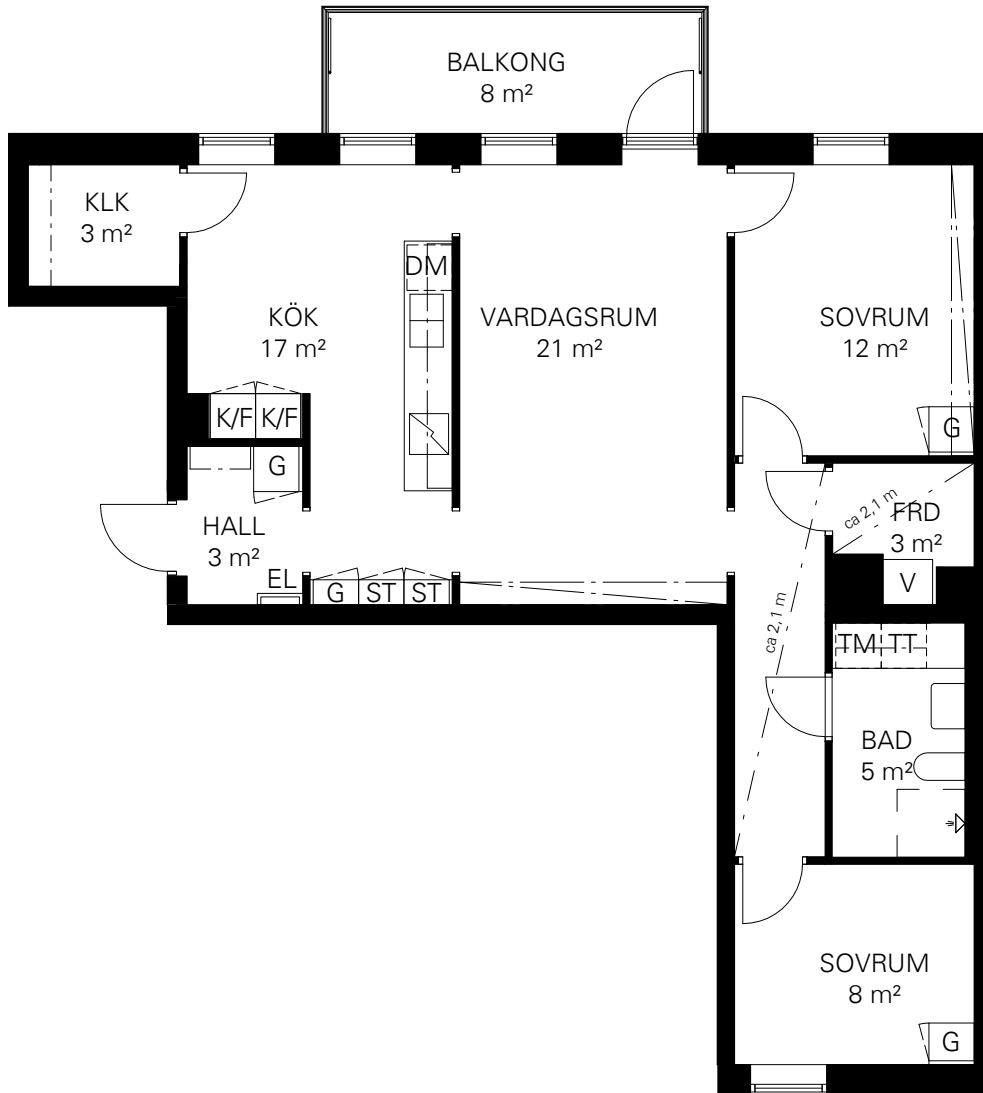 BALKONG
8 m²
KLK
3 m²
DM
KÖK
17 m²
VARDAGSRUM
21 m²
SOVRUM
12 m²
K/F K/F
G
G
HALL
3 m²
ca 2,1 m
FRD
3 m²
EL
G ST ST
V
ca 2,1 m
TM TT
BAD
5 m²
SOVRUM
8 m²
G